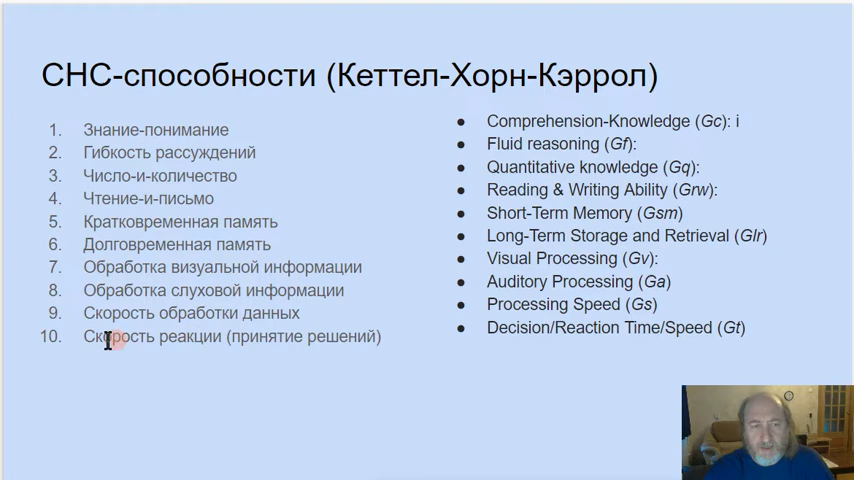 СНС-способности (Кеттел-Хорн-Кэррол)
1. Знание-понимание
2. Гибкость рассуждений
3. Число-и-количество
4. Чтение-и-письмо
5. Кратковременная память
6. Долговременная память
7. Обработка визуальной информации
8. Обработка слуховой информации
9. Скорость обработки данных
10. Скорость реакции (принятие решений)
● Comprehension-Knowledge (Gc): i
● Fluid reasoning (Gf):
● Quantitative knowledge (Gq):
● Reading & Writing Ability (Grw):
● Short-Term Memory (Gsm)
● Long-Term Storage and Retrieval (Glr)
● Visual Processing (Gv):
● Auditory Processing (Ga)
● Processing Speed (Gs)
● Decision/Reaction Time/Speed (Gt)